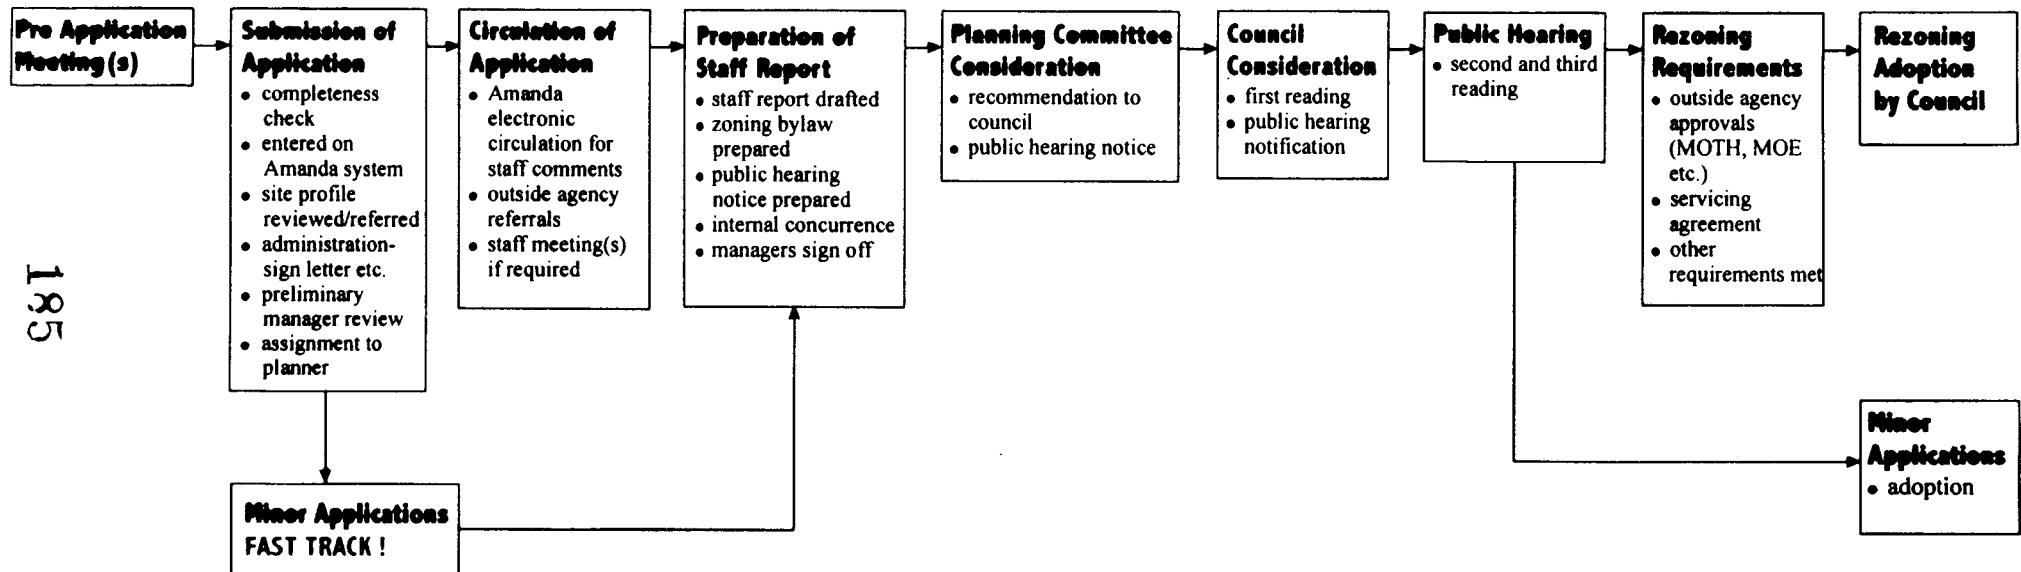 Pre Application
Meeting(s)
Submission of
Application
• completeness
check
• entered on
Amanda system
• site profile
reviewed/referred
• administration-
sign letter etc.
• preliminary
manager review
• assignment to
planner
Circulation of
Application
• Amanda
electronic
circulation for
staff comments
• outside agency
referrals
• staff meeting(s)
if required
Preparation of
Staff Report
• staff report drafted
• zoning bylaw
prepared
• public hearing
notice prepared
• internal concurrence
• managers sign off
Planning Committee
Consideration
• recommendation to
council
• public hearing notice
Council
Consideration
• first reading
• public hearing
notification
Public Hearing
• second and third
reading
Rezoning
Requirements
• outside agency
approvals
(MOTH, MOE
etc.)
• servicing
agreement
• other
requirements met
Rezoning
Adoption
by Council
Minor Applications
FAST TRACK !
Minor
Applications
• adoption
185